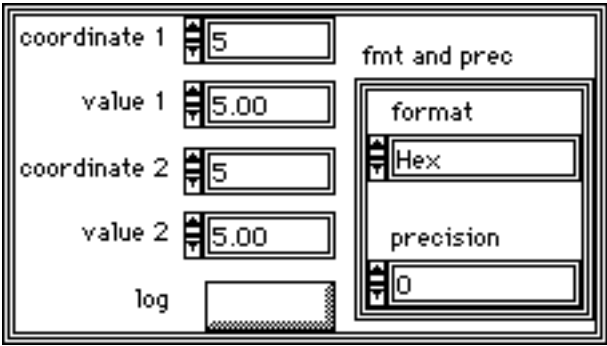 coordinate 1 5
value 1 5.00
coordinate 2 5
value 2 5.00
log
fmt and prec
format
Hex
precision
0